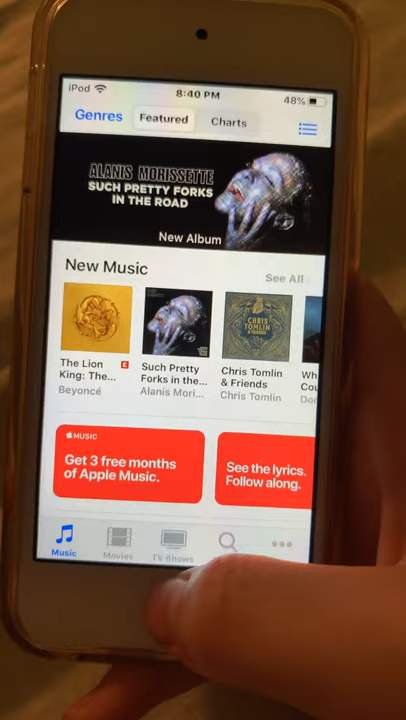 iPod 8:40 PM 48%
Genres Featured Charts
ALANIS MORISSETTE
SUCH PRETTY FORKS
IN THE ROAD
New Album
New Music See All
The Lion
King: The... E
Beyoncé
Such Pretty
Forks in the...
Alanis Mori...
CHRIS TOMLIN
& FRIENDS
Chris Tomlin
& Friends
Chris Tomlin
Wh
Cou
MUSIC
Get 3 free months
of Apple Music.
See the lyrics.
Follow along.
Music Movies TV Shows